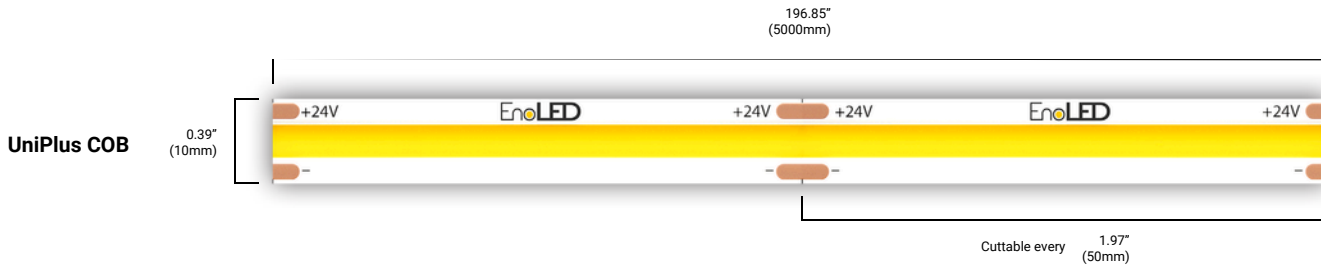 196.85”
(5000mm)
+24V EnoLED +24V +24V EnoLED +24V
UniPlus COB
0.39”
(10mm)
- - - -
Cuttable every
1.97”
(50mm)